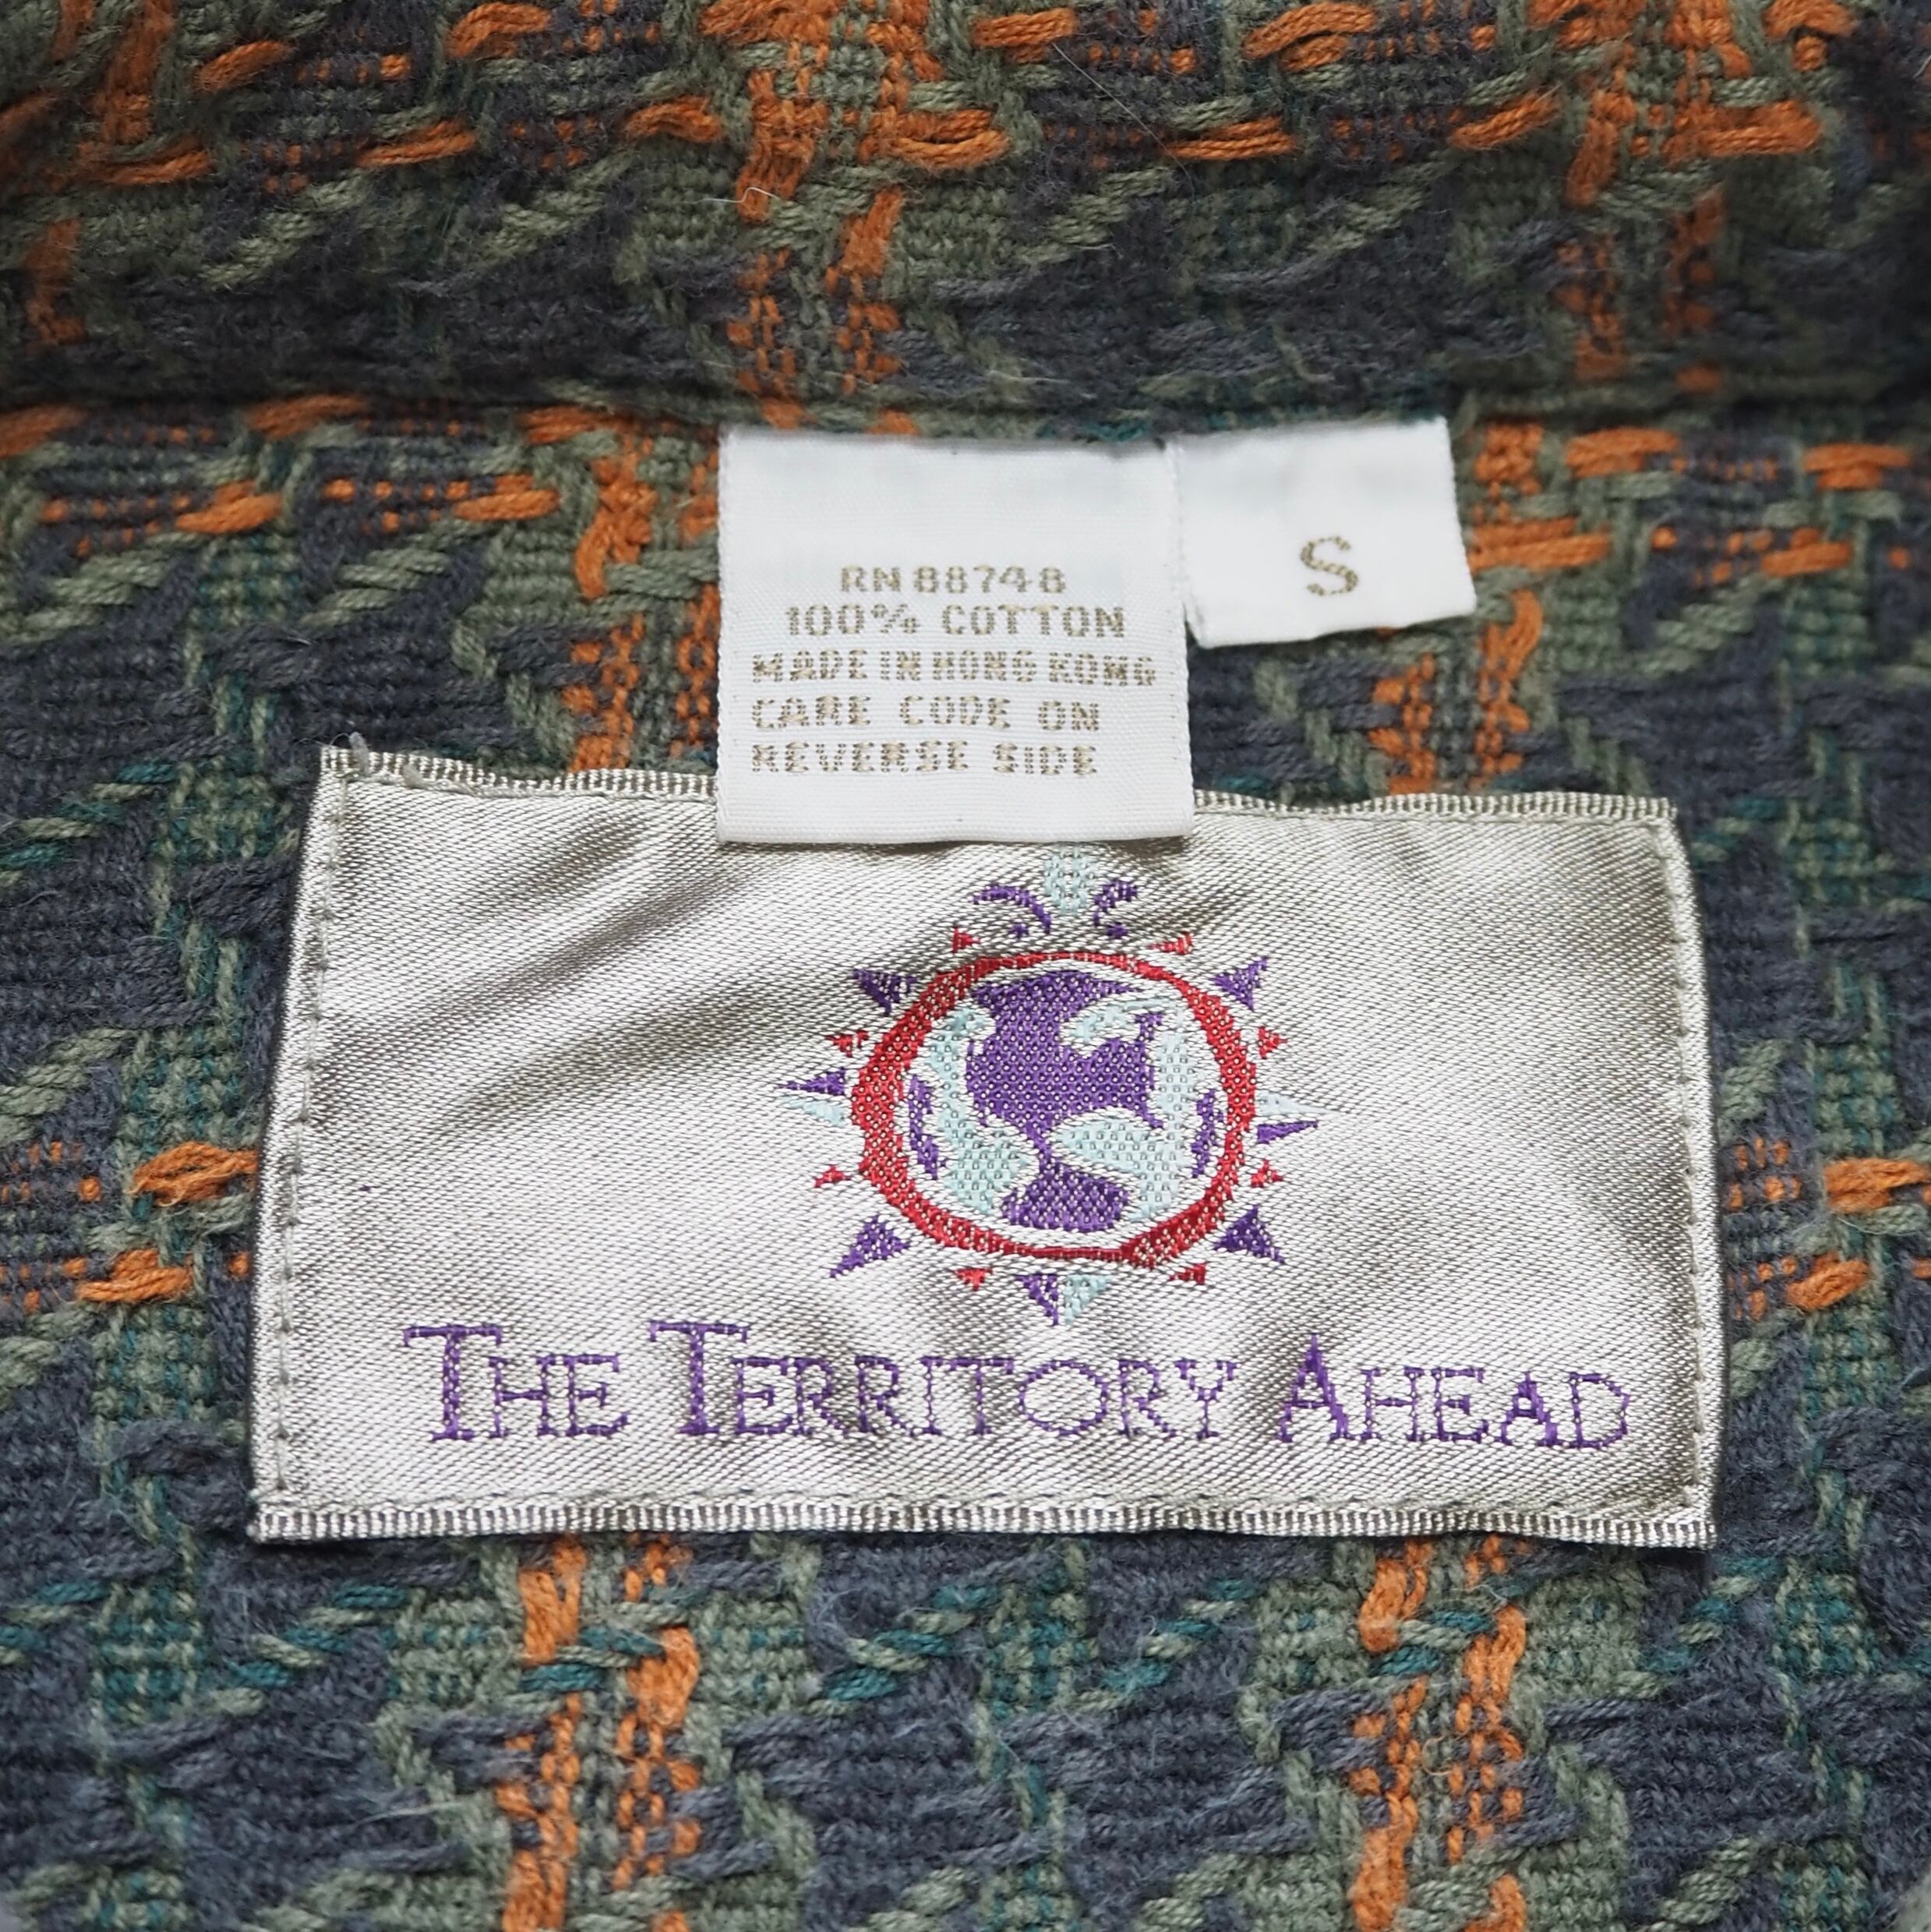 RN 88748
100% COTTON
MADE IN HONG KONG
CARE CODE ON
REVERSE SIDE
S
THE TERRITORY AHEAD